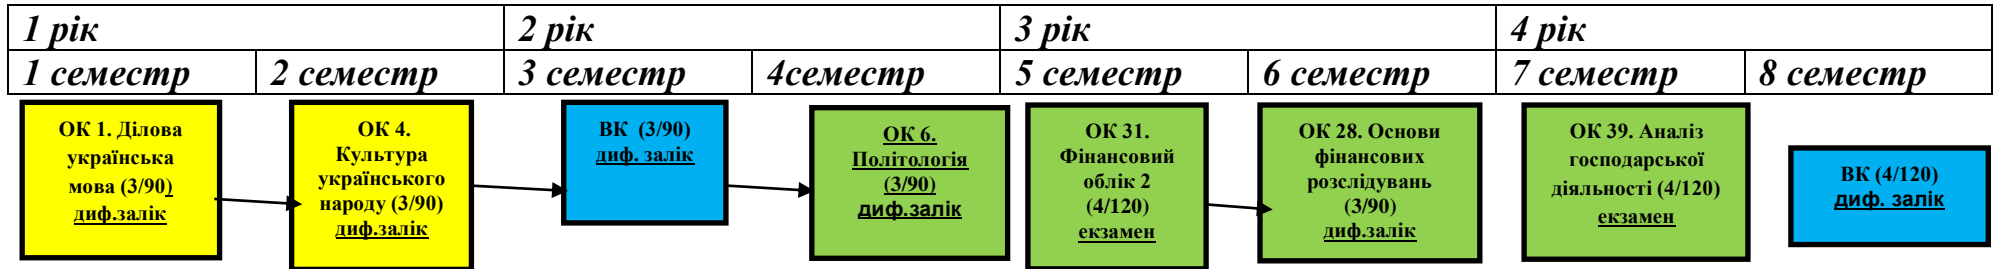 1 рік
2 рік
3 рік
4 рік
1 семестр
2 семестр
3 семестр
4семестр
5 семестр
6 семестр
7 семестр
8 семестр
ОК 1. Ділова
українська
мова (3/90)
диф.залік
ОК 4.
Культура
українського
народу (3/90)
диф.залік
ВК (3/90)
диф. залік
ОК 6.
Політологія
(3/90)
диф.залік
ОК 31.
Фінансовий
облік 2
(4/120)
екзамен
ОК 28. Основи
фінансових
розслідувань
(3/90)
диф.залік
ОК 39. Аналіз
господарської
діяльності (4/120)
екзамен
ВК (4/120)
диф. залік